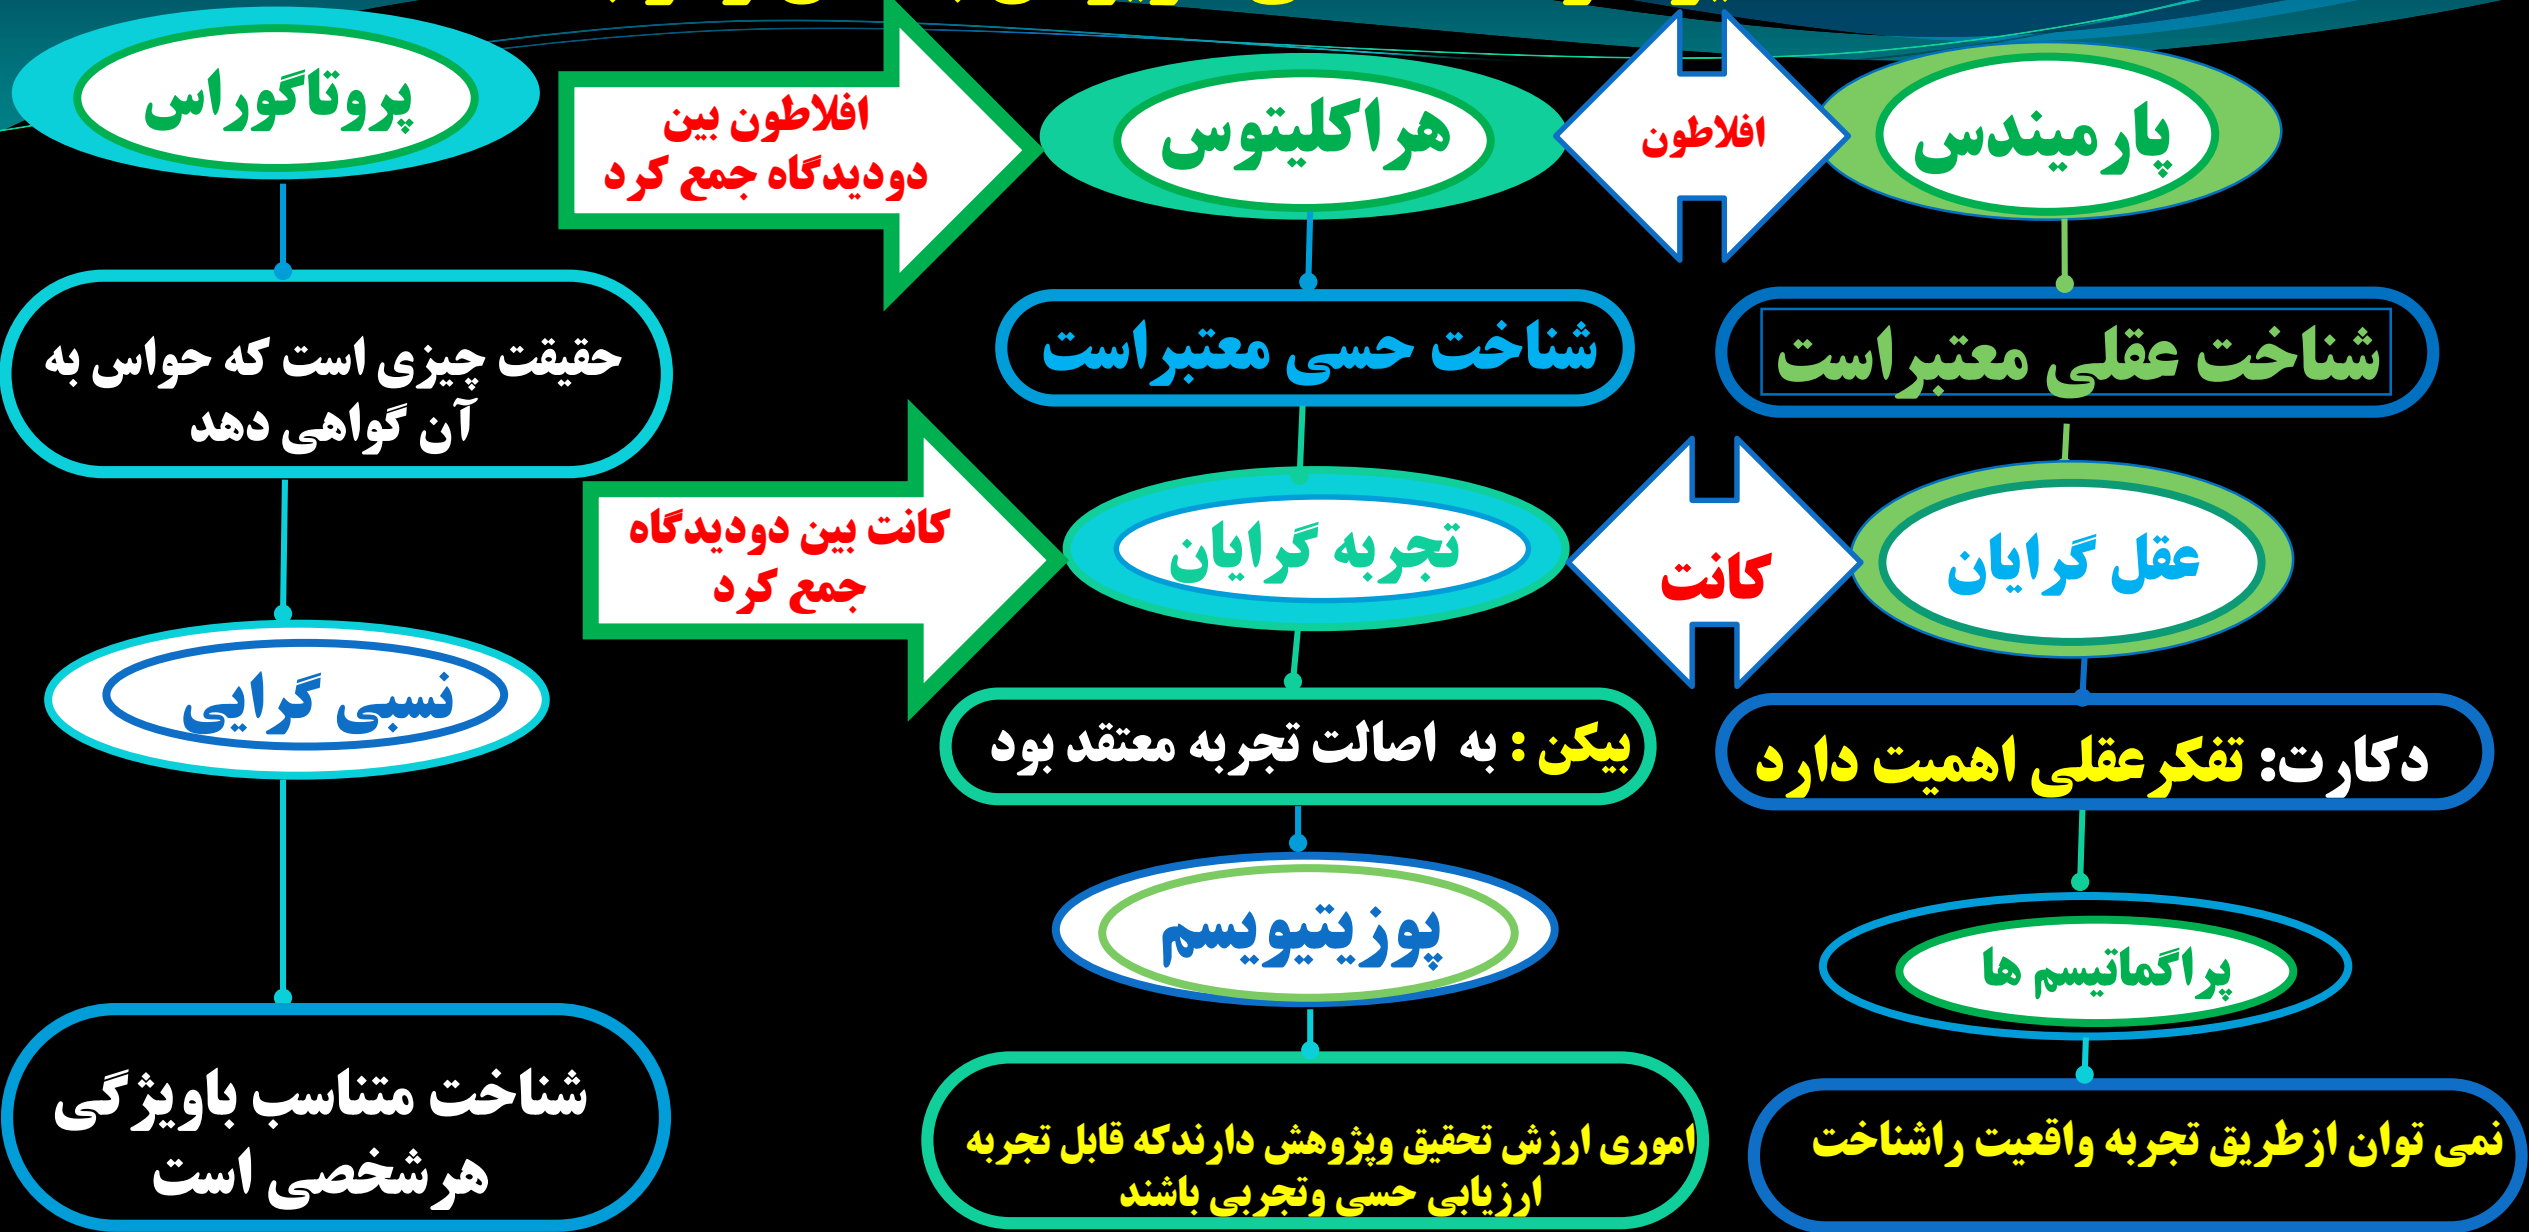 پارمیندس
افلاطون
هراکلیتوس
افلاطون بین
دودیدگاه جمع کرد
پروتاگوراس
شناخت عقلی معتبراست
شناخت حسی معتبراست
حقیقت چیزی است که حواس به
آن گواهی دهد
عقل گرایان
کانت
تجربه گرایان
کانت بین دودیدگاه
جمع کرد
نسبی گرایی
دکارت: تفکرعقلی اهمیت دارد
بیکن : به اصالت تجربه معتقد بود
پراگماتیسم ها
پوزیتیویسم
نمی توان ازطریق تجربه واقعیت راشناخت
اموری ارزش تحقیق وپژوهش دارندکه قابل تجربه
ارزیابی حسی وتجربی باشند
شناخت متناسب باویژگی
هرشخصی است